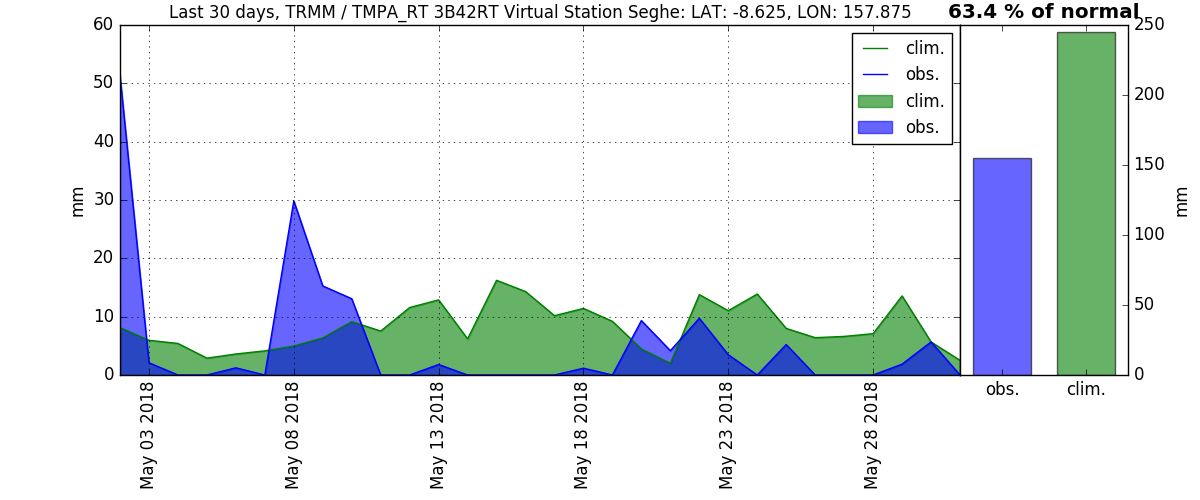 Last 30 days, TRMM / TMPA_RT 3B42RT Virtual Station Seghe: LAT: -8.625, LON: 157.875
63.4 % of normal
60
50
40
30
20
10
0
mm
clim.
obs.
clim.
obs.
250
200
150
100
50
0
mm
obs.
clim.
May 03 2018
May 08 2018
May 13 2018
May 18 2018
May 23 2018
May 28 2018